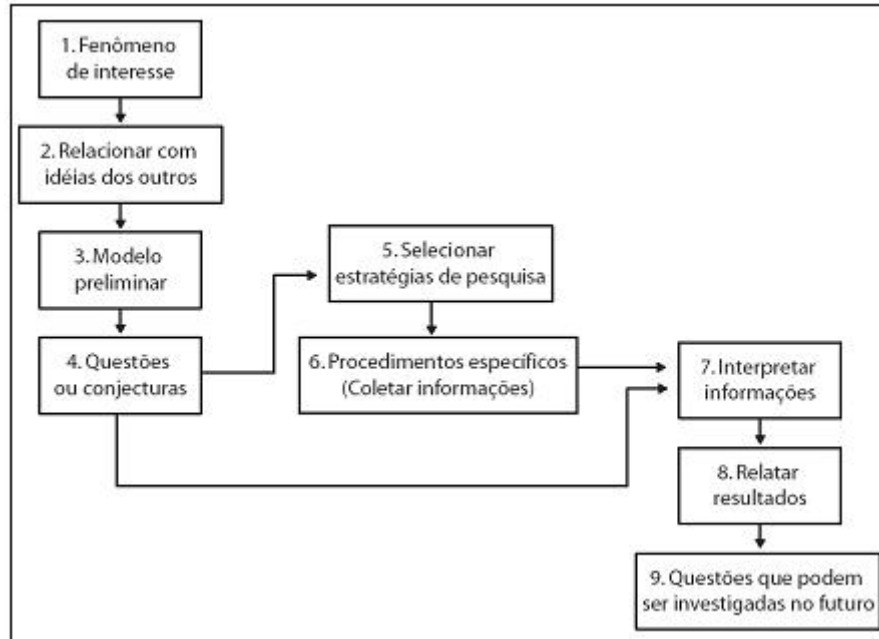 1. Fenômeno
de interesse
2. Relacionar com
idéias dos outros
3. Modelo
preliminar
4. Questões
ou conjecturas
5. Selecionar
estratégias de pesquisa
6. Procedimentos específicos
(Coletar informações)
7. Interpretar
informações
8. Relatar
resultados
9. Questões que podem
ser investigadas no futuro